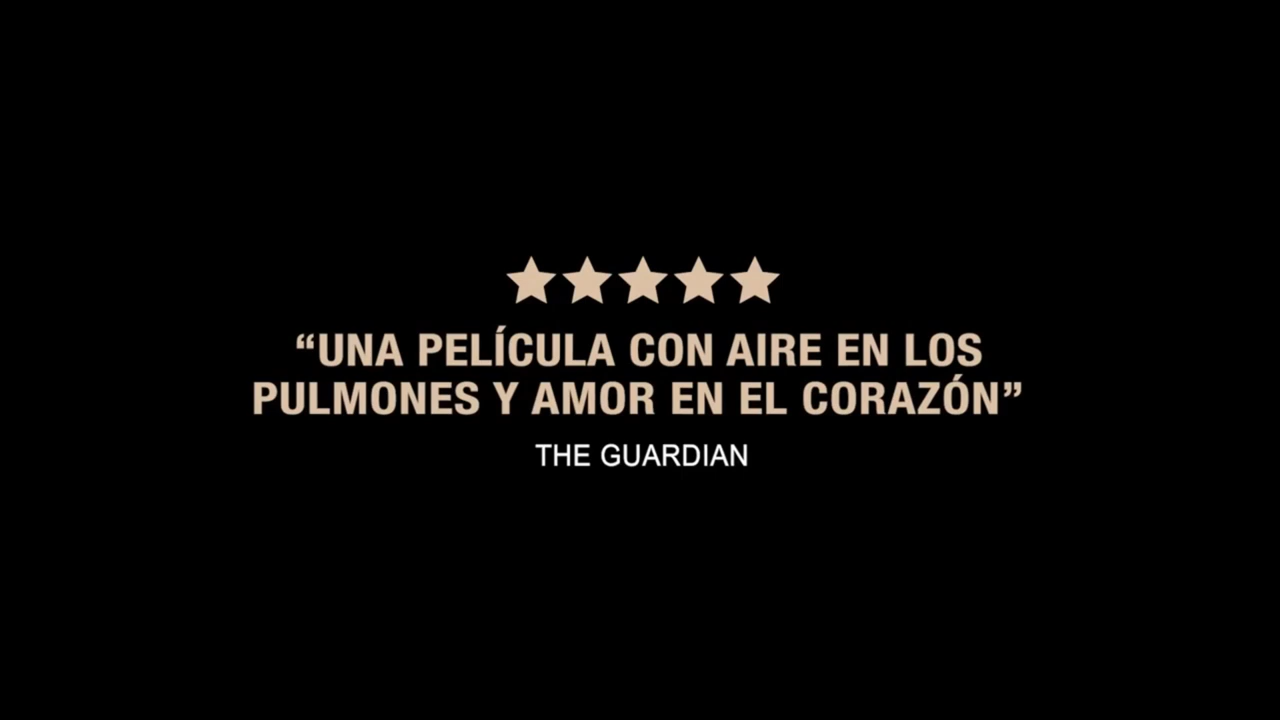 “UNA PELÍCULA CON AIRE EN LOS
PULMONES Y AMOR EN EL CORAZÓN”
THE GUARDIAN